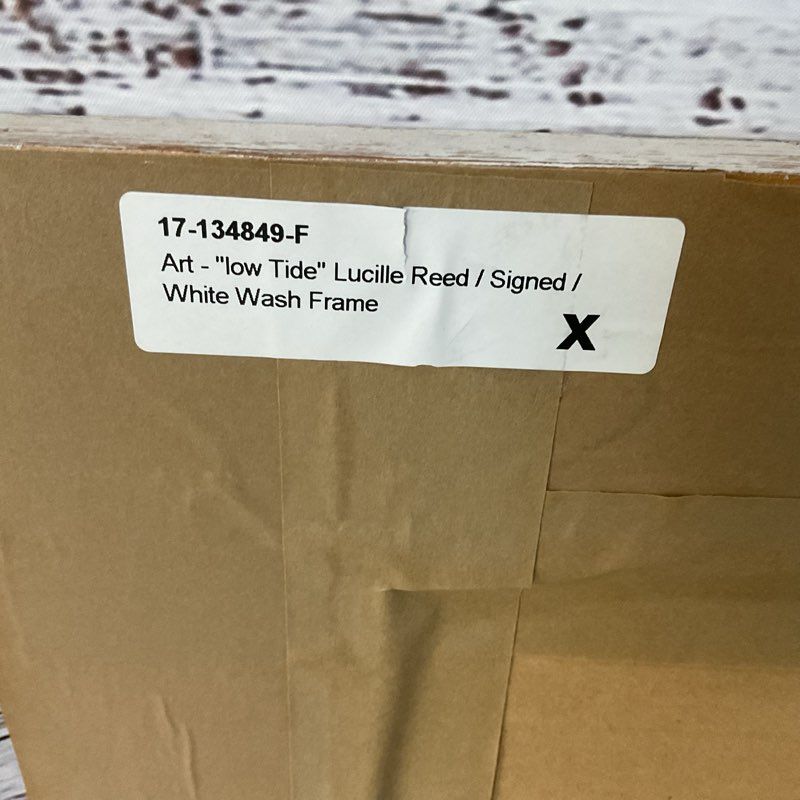 17-134849-F
Art - "low Tide" Lucille Reed / Signed /
White Wash Frame
X